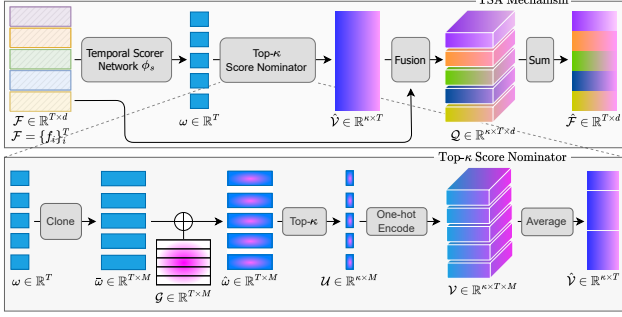 TSA Mechanism
Temporal Scorer
Network ϕ_s
Top-κ
Score Nominator
Fusion
Sum
ℱ ∈ ℝ^{T×d}
ℱ = {f_i}_i^T
ω ∈ ℝ^T
𝒱̂ ∈ ℝ^{κ×T}
𝒬 ∈ ℝ^{κ×T×d}
ℱ̂ ∈ ℝ^{T×d}
Top-κ Score Nominator
Clone
Top-κ
One-hot
Encode
Average
ω ∈ ℝ^T
ω̄ ∈ ℝ^{T×M}
𝒢 ∈ ℝ^{T×M}
ω̂ ∈ ℝ^{T×M}
𝒰 ∈ ℝ^{κ×M}
𝒱 ∈ ℝ^{κ×T×M}
𝒱̂ ∈ ℝ^{κ×T}